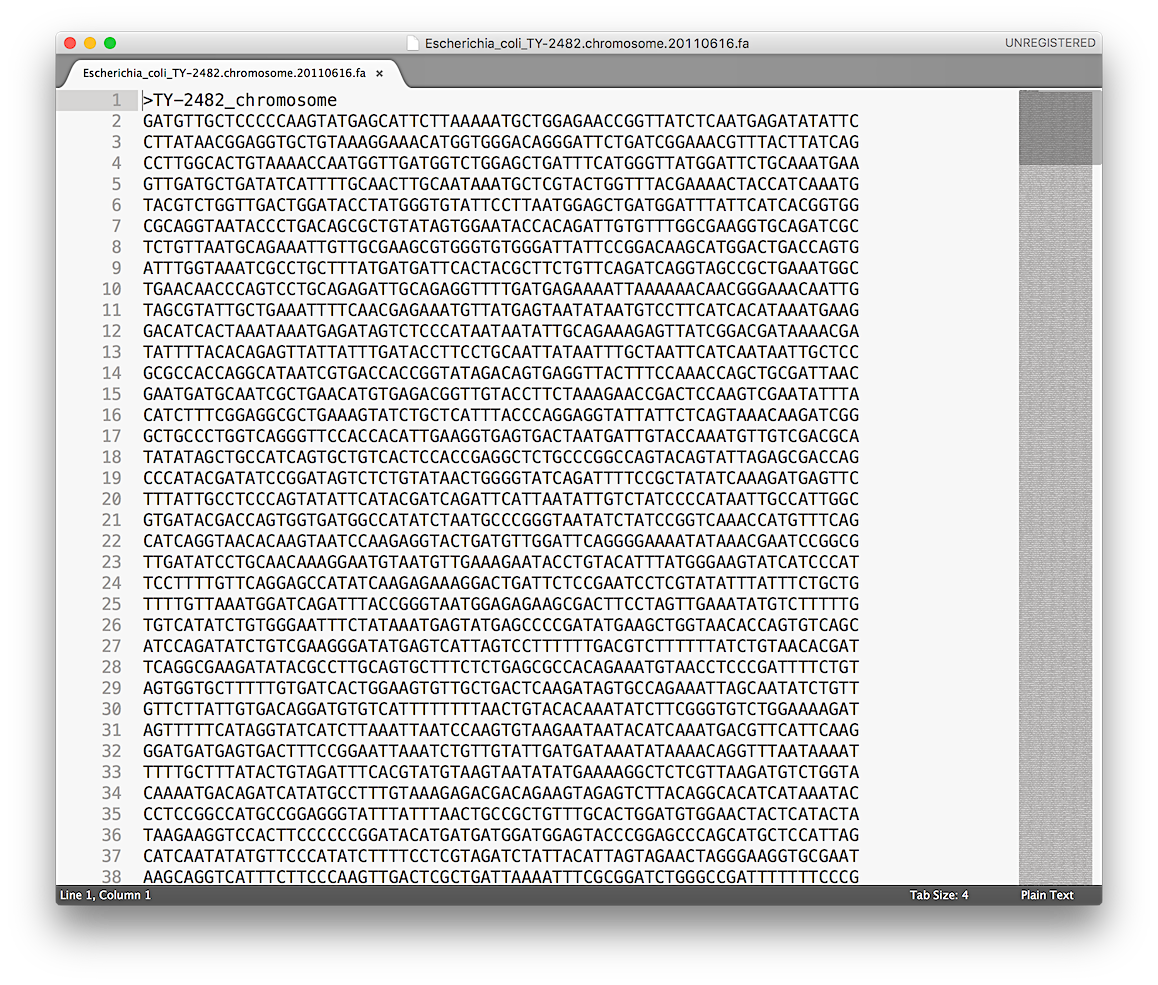 Escherichia_coli_TY-2482.chromosome.20110616.fa
UNREGISTERED
Escherichia_coli_TY-2482.chromosome.20110616.fa ×
1 >TY-2482_chromosome
2 GATGTTGCTCCCCCAAGTATGAGCATTCTTAAAAATGCTGGAGAACCGGTTATCTCAATGAGATATATTC
3 CTTATAACGGAGGTGCTGTAAAGGAAACATGGTGGGACAGGGATTCTGATCGGAAACGTTTACTTATCAG
4 CCTTGGCACTGTAAAACCAATGGTTGATGGTCTGGAGCTGATTTCATGGGTTATGGATTCTGCAAATGAA
5 GTTGATGCTGATATCATTTTGCAACTTGCAATAAATGCTCGTACTGGTTTACGAAAACTACCATCAAATG
6 TACGTCTGGTTGACTGGATACCTATGGGTGTATTCCTTAATGGAGCTGATGGATTTATTCATCACGGTGG
7 CGCAGGTAATACCCTGACAGCGCTGTATAGTGGAATACCACAGATTGTGTTTGGCGAAGGTGCAGATCGC
8 TCTGTTAATGCAGAAATTGTTGCGAAGCGTGGGTGTGGGATTATTCCGGACAAGCATGGACTGACCAGTG
9 ATTTGGTAAATCGCCTGCTTTATGATGATTCACTACGCTTCTGTTCAGATCAGGTAGCCGCTGAAATGGC
10 TGAACAACCCAGTCCTGCAGAGATTGCAGAGGTTTTGATGAGAAAATTAAAAAACAACGGGAAACAATTG
11 TAGCGTATTGCTGAAATTTTCAACGAGAAATGTTATGAGTAATATAATGTCCTTCATCACATAAATGAAG
12 GACATCACTAAATAAATGAGATAGTCTCCCATAATAATATTGCAGAAAGAGTTATCGGACGATAAAACGA
13 TATTTTACACAGAGTTATTATTTGATACCTTCCTGCAATTATAATTTGCTAATTCATCAATAATTGCTCC
14 GCGCCACCAGGCATAATCGTGACCACCGGTATAGACAGTGAGGTTACTTTCCAAACCAGCTGCGATTAAC
15 GAATGATGCAATCGCTGAACATGTGAGACGGTTGTACCTTCTAAAGAACCGACTCCAAGTCGAATATTTA
16 CATCTTTCGGAGGCGCTGAAAGTATCTGCTCATTTACCCAGGAGGTATTATTCTCAGTAAACAAGATCGG
17 GCTGCCCTGGTCAGGGTTCCACCACATTGAAGGTGAGTGACTAATGATTGTACCAAATGTTGTCGACGCA
18 TATATAGCTGCCATCAGTGCTGTCACTCCACCGAGGCTCTGCCCGGCCAGTACAGTATTAGAGCGACCAG
19 CCCATACGATATCCGGATAGTCTCTGTATAACTGGGGTATCAGATTTTCCGCTATATCAAAGATGAGTTC
20 TTTATTGCCTCCCAGTATATTCATACGATCAGATTCATTAATATTGTCTATCCCCATAATTGCCATTGGC
21 GTGATACGACCAGTGGTGATGGCCATATCTAATGCCCGGGTAATATCTATCCGGTCAAACCATGTTTCAG
22 CATCAGGTAACACAAGTAATCCAAGAGGTACTGATGTTGGATTCAGGGGAAAATATAAACGAATCCGGCG
23 TTGATATCCTGCAACAAAGGAATGTAATGTTGAAAGAATACCTGTACATTTATGGGAAGTATCATCCCAT
24 TCCTTTTGTTCAGGAGCCATATCAAGAGAAAGGACTGATTCTCCGAATCCTCGTATATTTATTTCTGCTG
25 TTTTGTTAAATGGATCAGATTTACCGGGTAATGGAGAGAAGCGACTTCCTAGTTGAAATATGTCTTTTTG
26 TGTCATATCTGTGGGAATTTCTATAAATGAGTATGAGCCCCGATATGAAGCTGGTAACACCAGTGTCAGC
27 ATCCAGATATCTGTCGAAGGGATATGAGTCATTAGTCCTTTTTTGACGTCTTTTTTATCTGTAACACGAT
28 TCAGGCGAAGATATACGCCTTGCAGTGCTTTCTCTGAGCGCCACAGAAATGTAACCTCCCGATTTTCTGT
29 AGTGGTGCTTTTTGTGATCACTGGAAGTGTTGCTGACTCAAGATAGTGCCAGAAATTAGCAATATCTGTT
30 GTTCTTATTGTGACAGGATGTGTCATTTTTTTTAACTGTACACAAATATCTTCGGGTGTCTGGAAAAGAT
31 AGTTTTTCATAGGTATCATCTTAAATTAATCCAAGTGTAAGAATAATACATCAAATGACGTTCATTCAAG
32 GGATGATGAGTGACTTTCCGGAATTAAATCTGTTGTATTGATGATAAATATAAAACAGGTTTAATAAAAT
33 TTTTGCTTTATACTGTAGATTTCACGTATGTAAGTAATATATGAAAAGGCTCTCGTTAAGATGTCTGGTA
34 CAAAATGACAGATCATATGCCTTTGTAAAGAGACGACAGAAGTAGAGTCTTACAGGCACATCATAAATAC
35 CCTCCGGCCATGCCGGAGGGTATTTATTTAACTGCCGCTGTTTGCACTGGATGTGGAACTACTCATACTA
36 TAAGAAGGTCCACTTCCCCCCGGATACATGATGATGGATGGAGTACCCGGAGCCCAGCATGCTCCATTAG
37 CATCAATATATGTTCCCATATCTTTTCCTCGTAGATCTATTACATTAGTAGAACTAGGGAAGGTGCGAAT
38 AAGCAGGTCATTTCTTCCCAAGTTGACTCGCTGATTAAAATTTCGCGGATCTGGGCCGATTTTTTTCCCG
Line 1, Column 1
Tab Size: 4
Plain Text